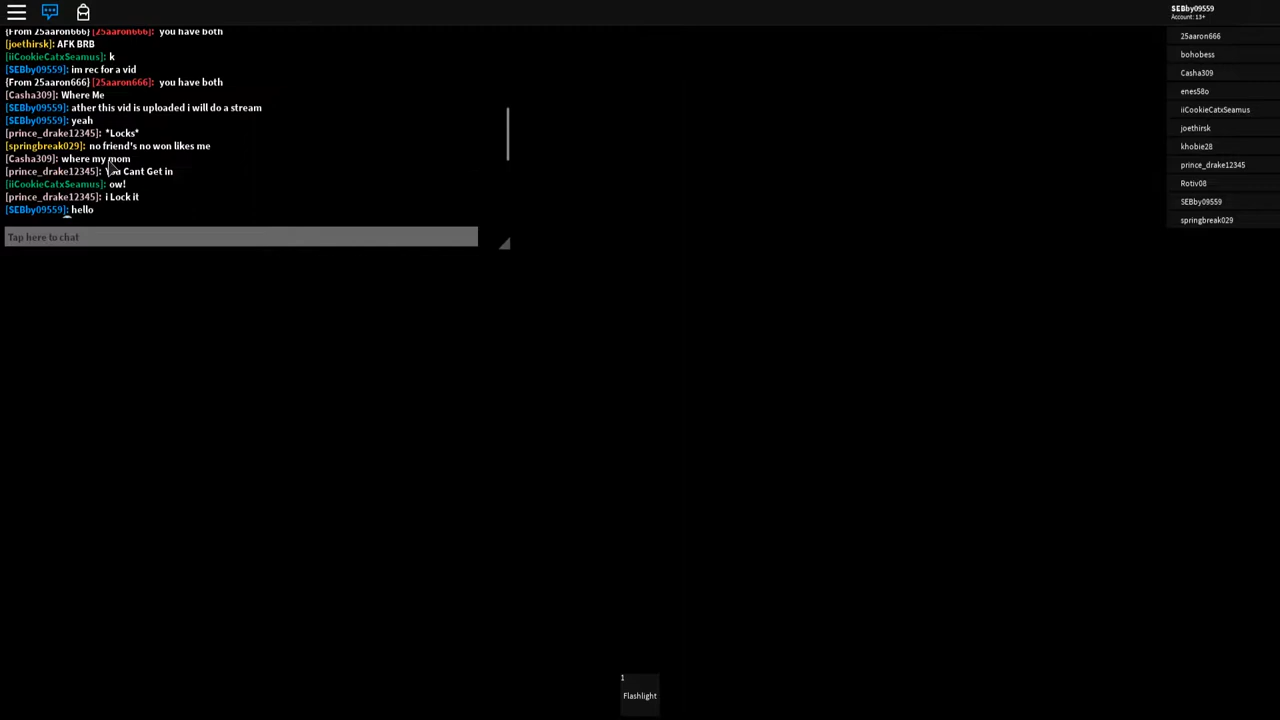 SEBby09559
Account: 13+
{From 25aaron666} [25aaron666]: you have both
[joethirsk]: AFK BRB
[iiCookieCatxSeamus]: k
[SEBby09559]: im rec for a vid
{From 25aaron666} [25aaron666]: you have both
[Casha309]: Where Me
[SEBby09559]: ather this vid is uploaded i will do a stream
[SEBby09559]: yeah
[prince_drake12345]: *Locks*
[springbreak029]: no friend's no won likes me
[Casha309]: where my mom
[prince_drake12345]: You Cant Get in
[iiCookieCatxSeamus]: ow!
[prince_drake12345]: i Lock it
[SEBby09559]: hello
Tap here to chat
25aaron666
bohobess
Casha309
enes58o
iiCookieCatxSeamus
joethirsk
khobie28
prince_drake12345
Rotiv08
SEBby09559
springbreak029
1
Flashlight